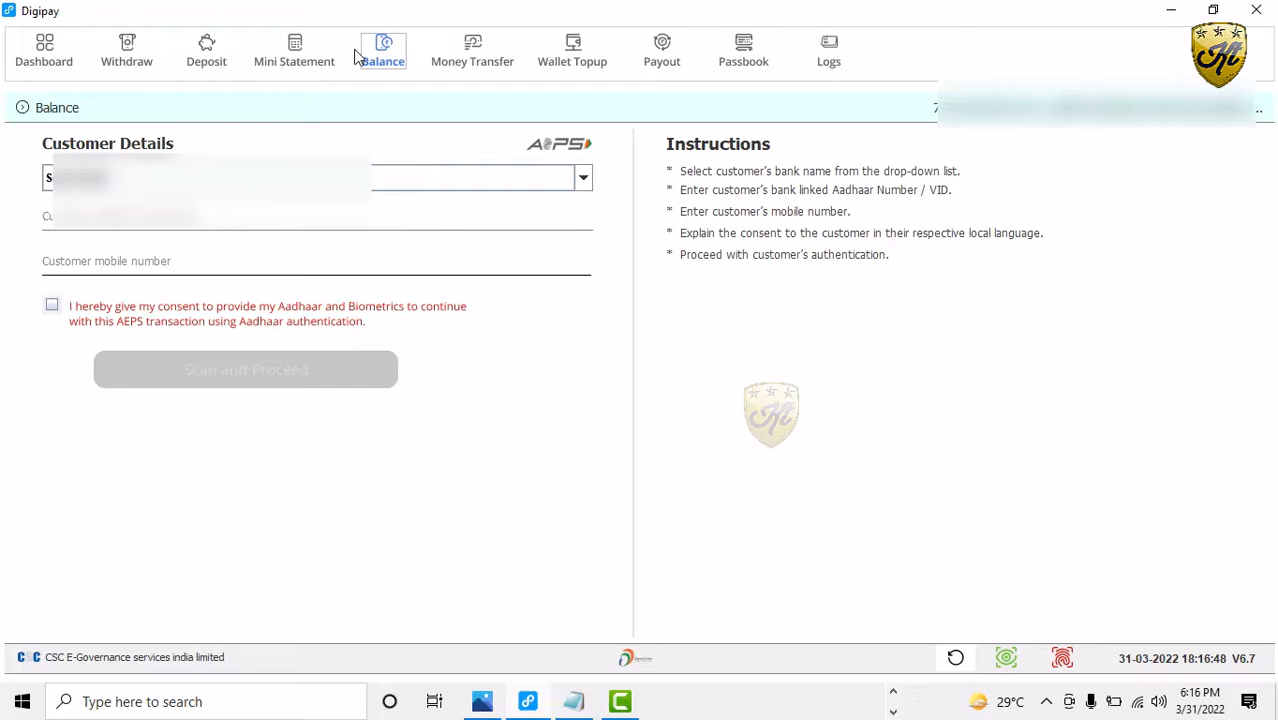 Digipay
Dashboard Withdraw Deposit Mini Statement Balance Money Transfer Wallet Topup Payout Passbook Logs
Balance
Customer Details
AEPS
Customer mobile number
I hereby give my consent to provide my Aadhaar and Biometrics to continue
with this AEPS transaction using Aadhaar authentication.
Scan and Proceed
Instructions
* Select customer's bank name from the drop-down list.
* Enter customer's bank linked Aadhaar Number / VID.
* Enter customer's mobile number.
* Explain the consent to the customer in their respective local language.
* Proceed with customer's authentication.
CSC CSC E-Governance services india limited
31-03-2022 18:16:48 V6.7
Type here to search
29°C
6:16 PM
3/31/2022